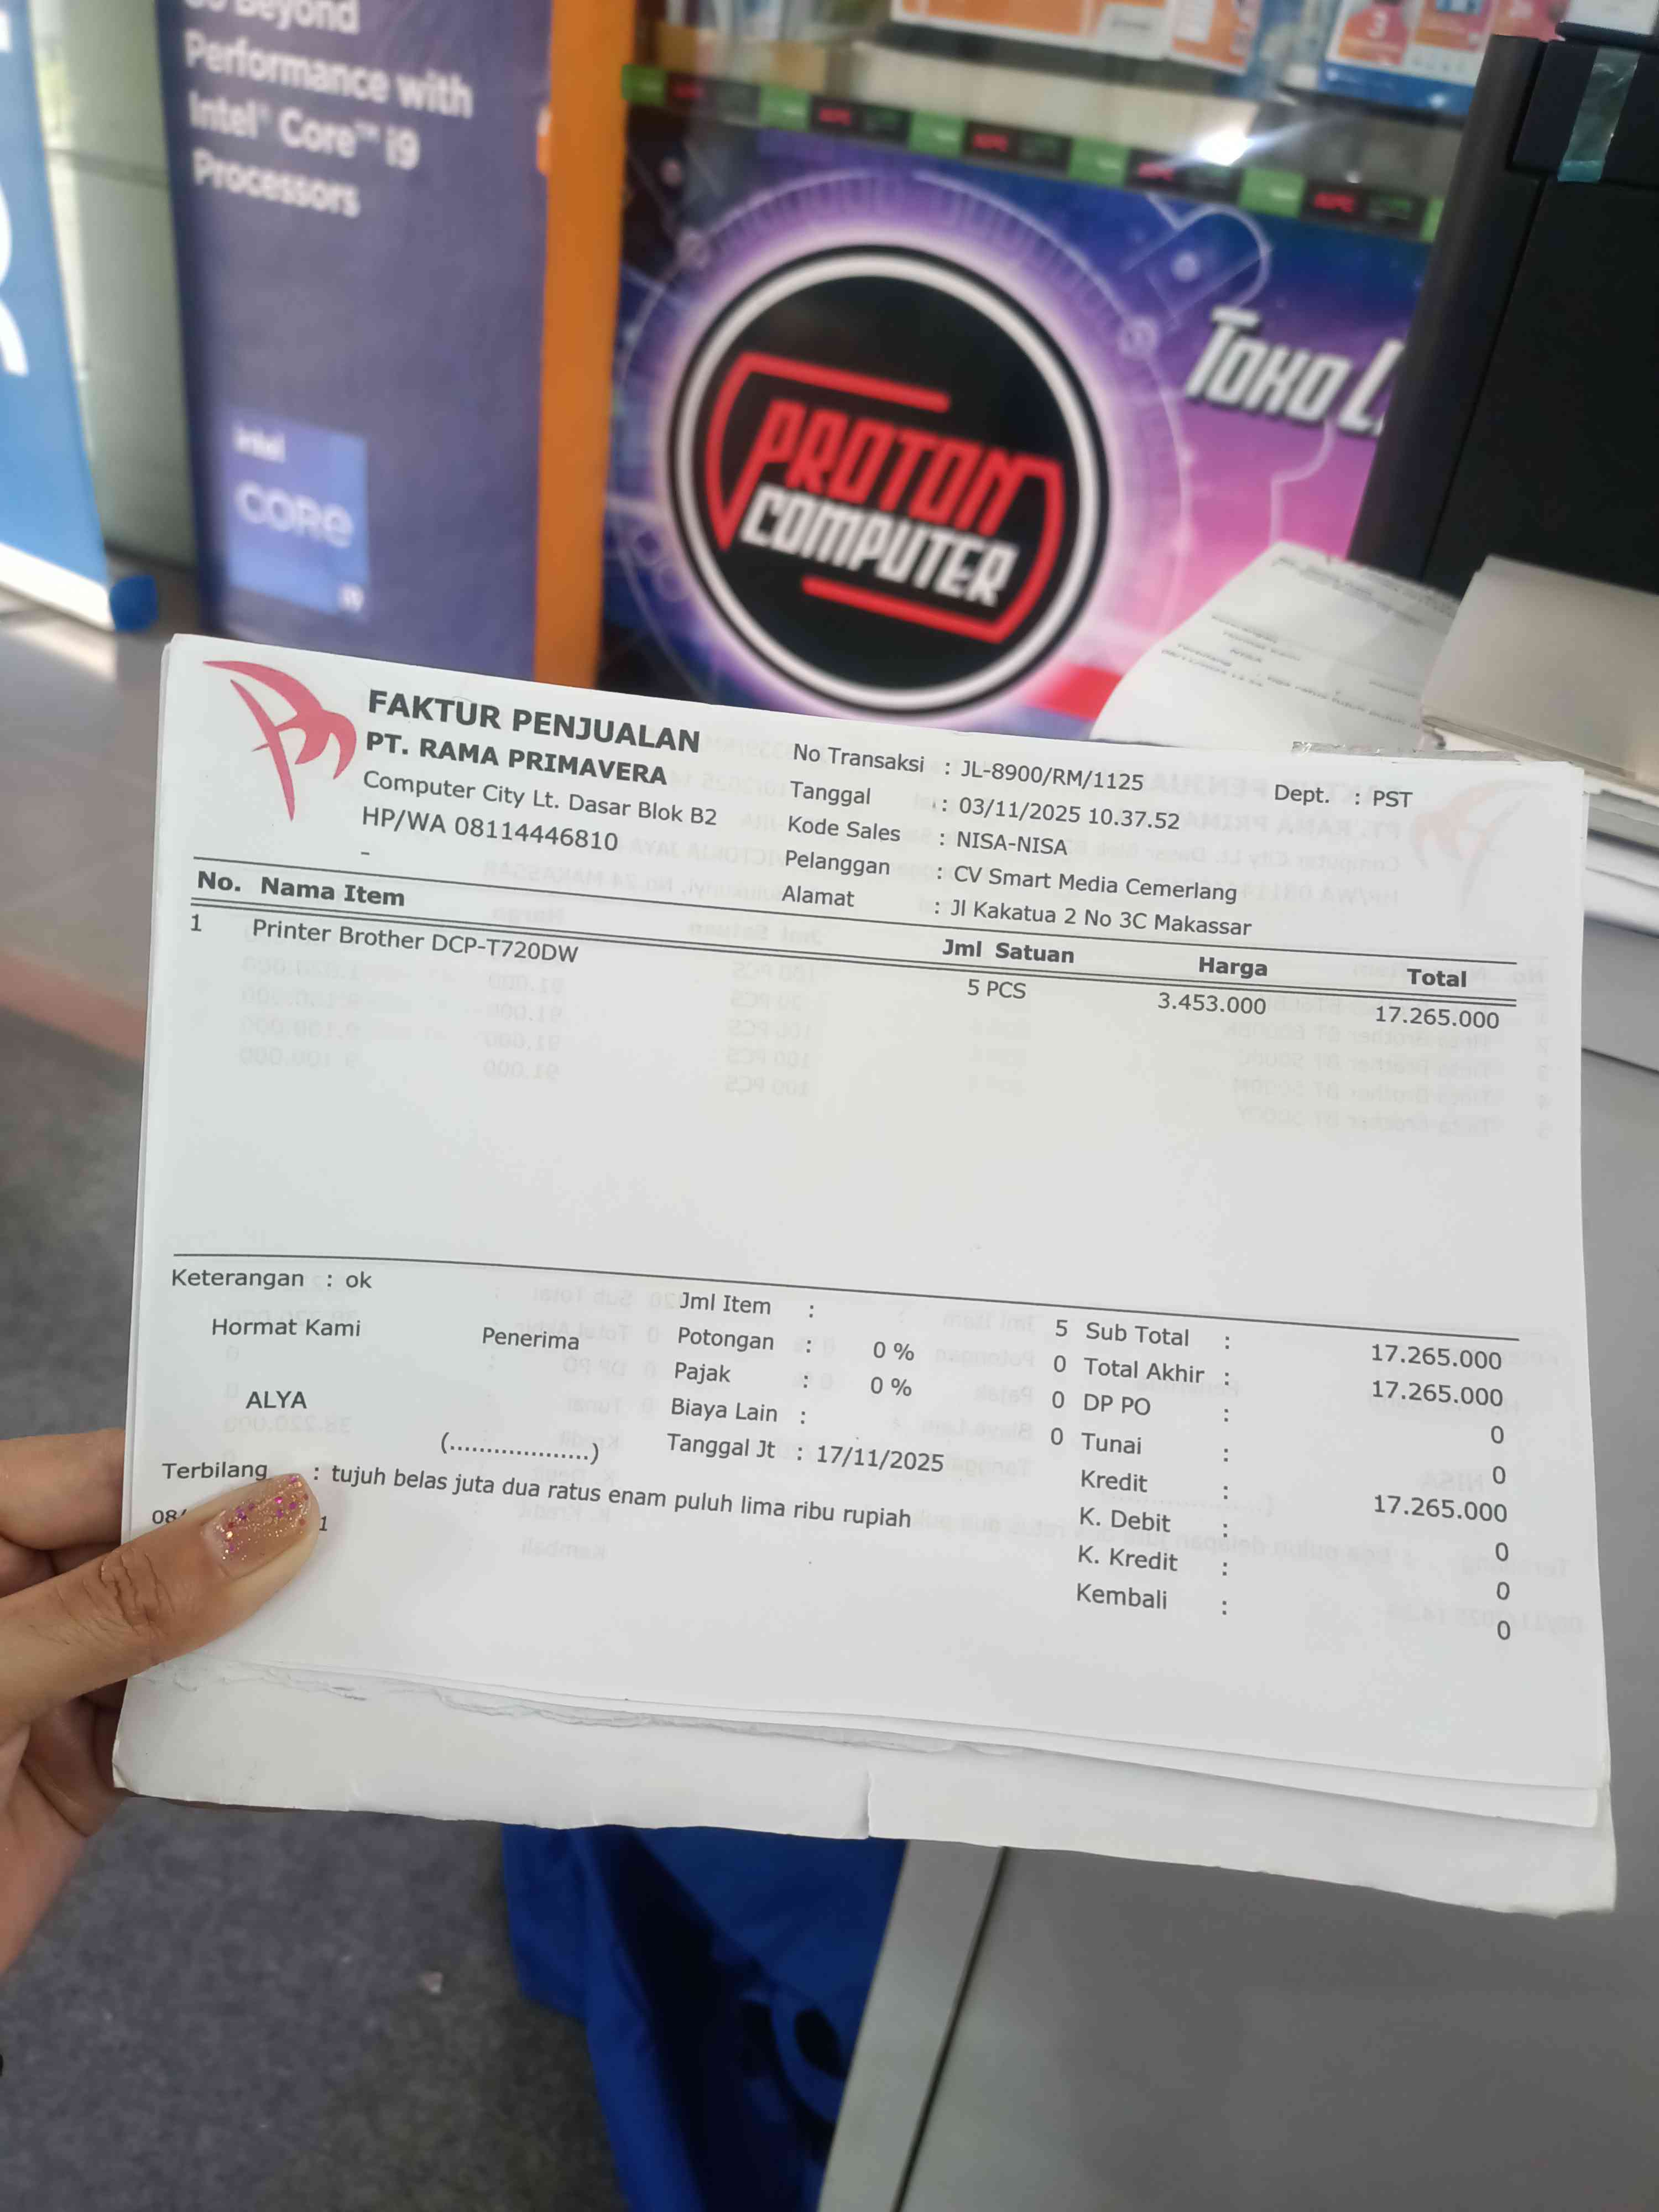 Beyond
Performance with
Intel® Core™ i9
Processors
intel
CORE
i9
PROTON
COMPUTER
TOKO
FAKTUR PENJUALAN
PT. RAMA PRIMAVERA
Computer City Lt. Dasar Blok B2
HP/WA 08114446810
-
No Transaksi : JL-8900/RM/1125
Dept. : PST
Tanggal : 03/11/2025 10.37.52
Kode Sales : NISA-NISA
Pelanggan : CV Smart Media Cemerlang
Alamat : Jl Kakatua 2 No 3C Makassar
No. Nama Item Jml Satuan Harga Total
1 Printer Brother DCP-T720DW 5 PCS 3.453.000 17.265.000
Keterangan : ok
Hormat Kami Penerima
ALYA
(...................)
Jml Item : 5
Potongan : 0 % 0
Pajak : 0 % 0
Biaya Lain : 0
Tanggal Jt : 17/11/2025
Sub Total : 17.265.000
Total Akhir : 17.265.000
DP PO : 0
Tunai : 0
Kredit : 17.265.000
K. Debit : 0
K. Kredit : 0
Kembali : 0
Terbilang : tujuh belas juta dua ratus enam puluh lima ribu rupiah